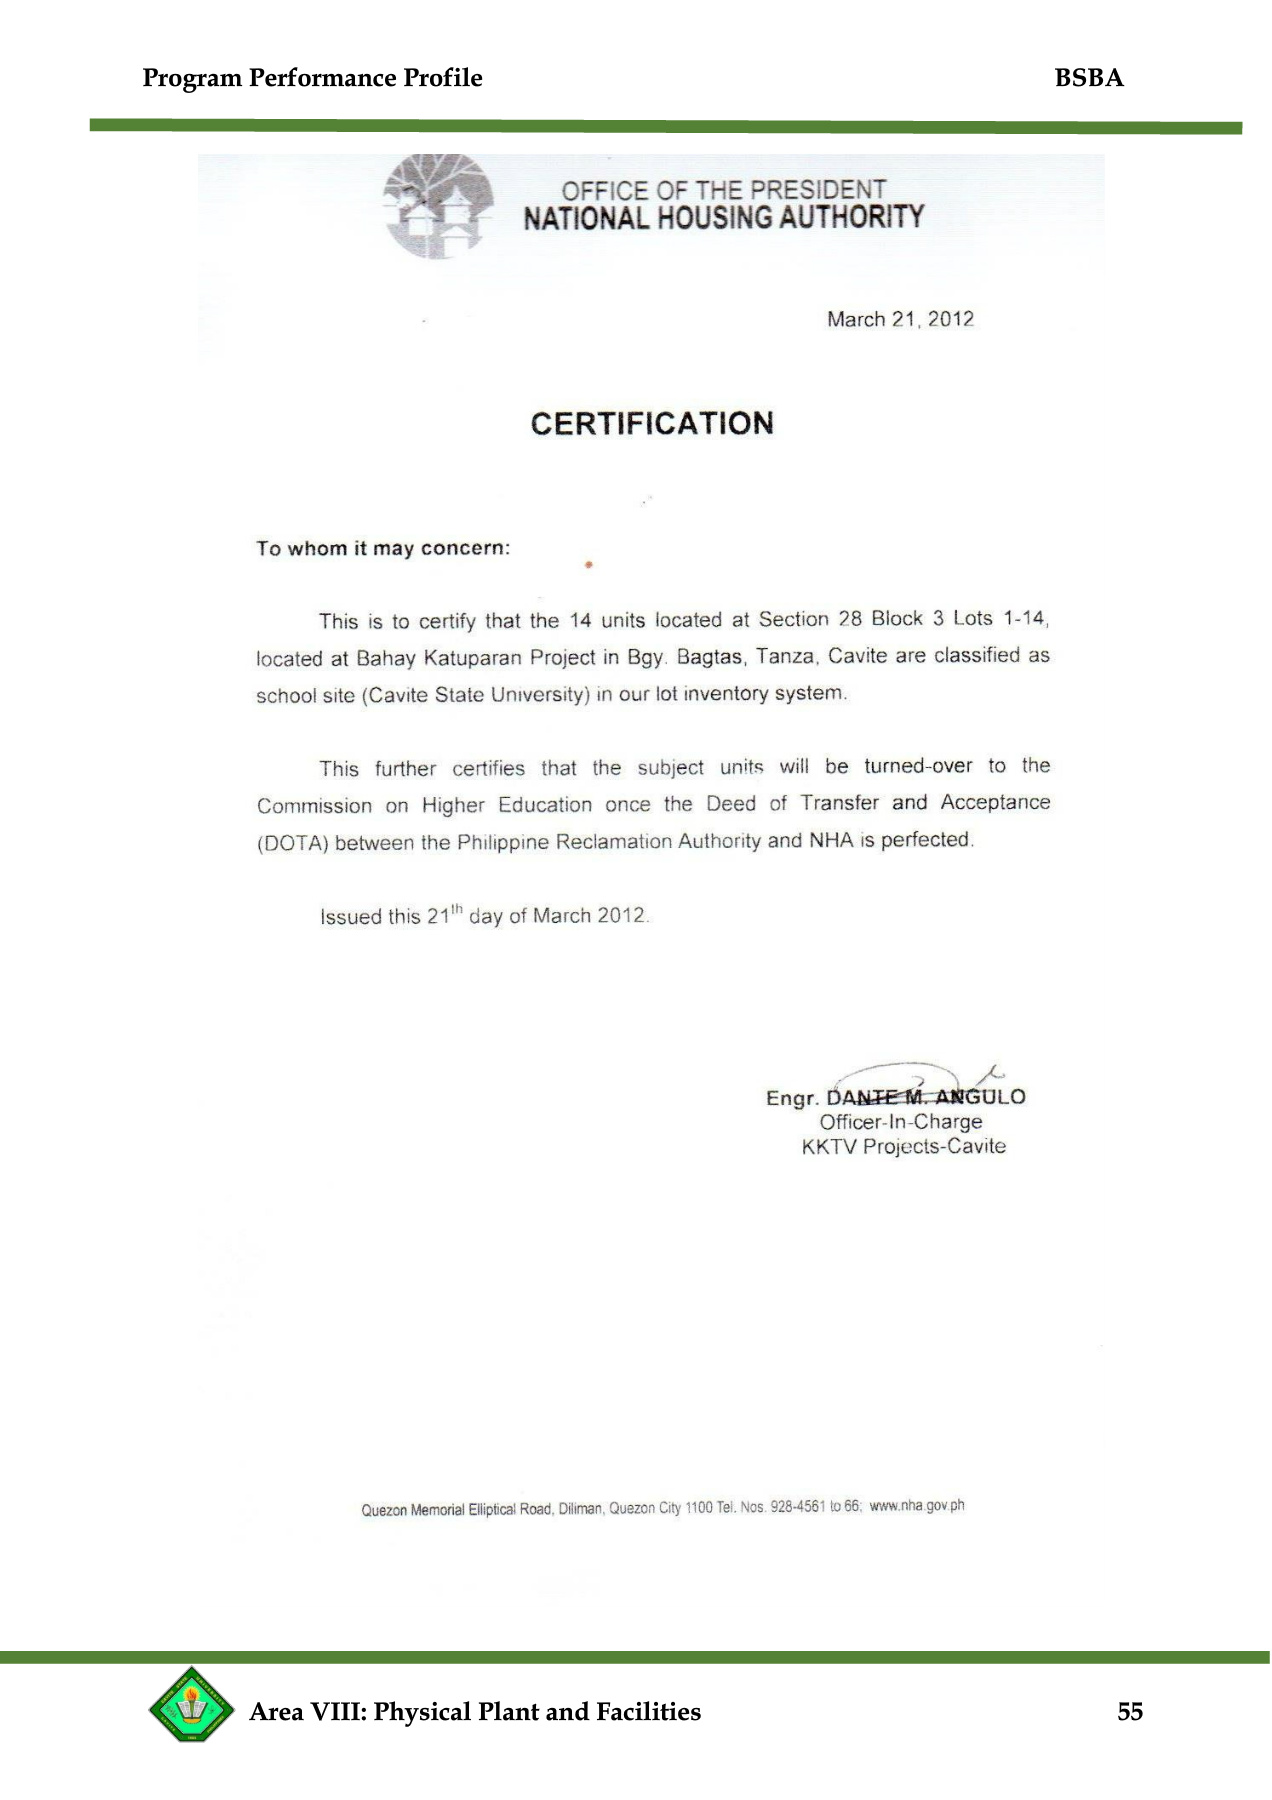 Program Performance Profile BSBA
OFFICE OF THE PRESIDENT
NATIONAL HOUSING AUTHORITY
March 21, 2012
CERTIFICATION
To whom it may concern:
This is to certify that the 14 units located at Section 28 Block 3 Lots 1-14,
located at Bahay Katuparan Project in Bgy. Bagtas, Tanza, Cavite are classified as
school site (Cavite State University) in our lot inventory system.
This further certifies that the subject units will be turned-over to the
Commission on Higher Education once the Deed of Transfer and Acceptance
(DOTA) between the Philippine Reclamation Authority and NHA is perfected.
Issued this 21th day of March 2012.
Engr. DANTE M. ANGULO
Officer-In-Charge
KKTV Projects-Cavite
Quezon Memorial Elliptical Road, Diliman, Quezon City 1100 Tel. Nos. 928-4561 to 66; www.nha.gov.ph
Area VIII: Physical Plant and Facilities 55